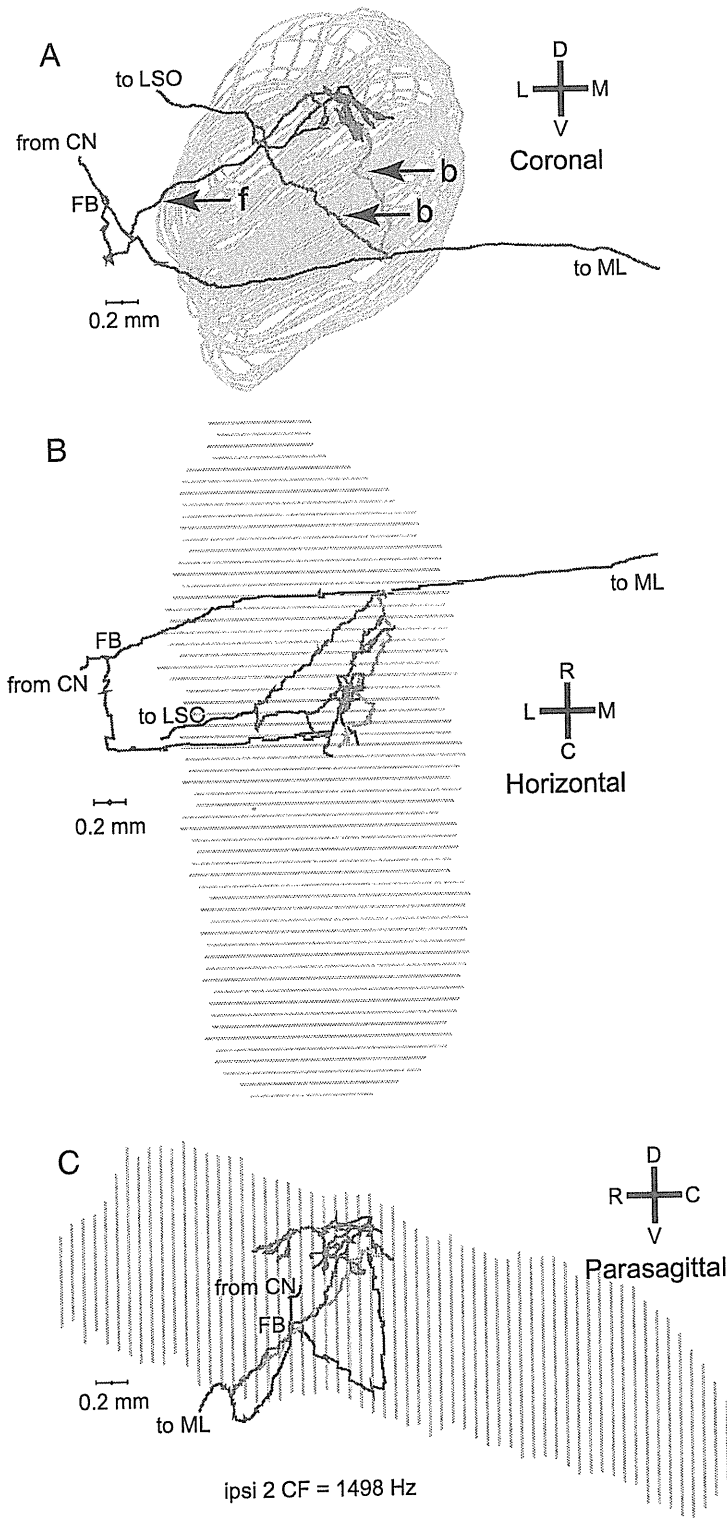 A
to LSO
D
L
M
V
Coronal
from CN
b
FB
f
b
to ML
0.2 mm
B
to ML
FB
from CN
to LSO
R
L
M
C
Horizontal
0.2 mm
C
D
R
C
V
Parasagittal
from CN
FB
0.2 mm
to ML
ipsi 2 CF = 1498 Hz